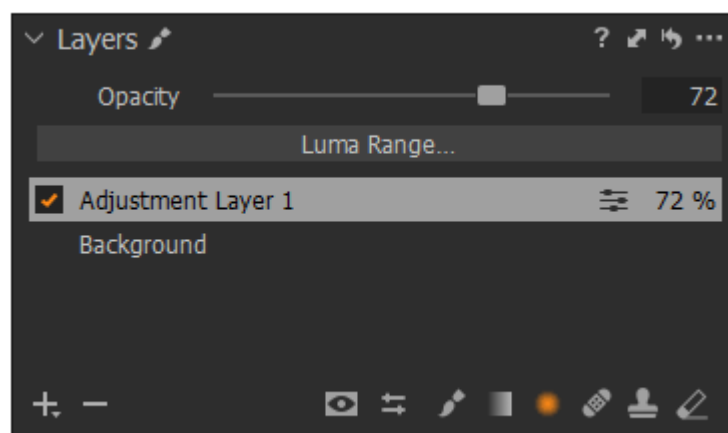 Layers ?
Opacity 72
Luma Range...
Adjustment Layer 1 72 %
Background